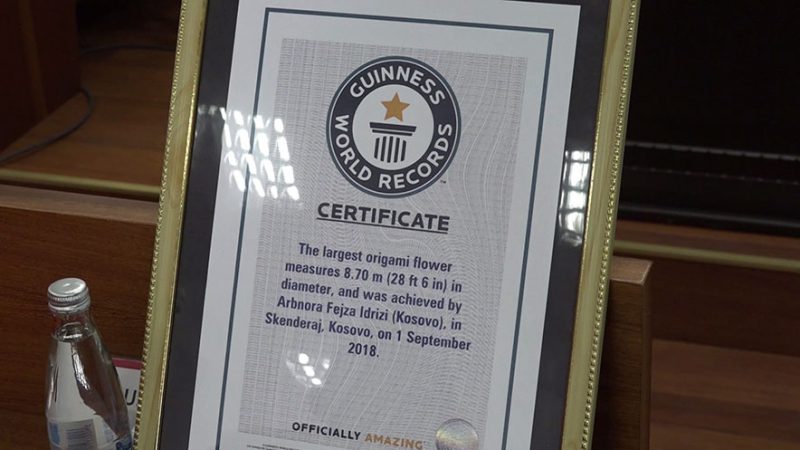 GUINNESS
WORLD RECORDS
CERTIFICATE
The largest origami flower
measures 8.70 m (28 ft 6 in) in
diameter, and was achieved by
Arbnora Fejza Idrizi (Kosovo), in
Skenderaj, Kosovo, on 1 September
2018.
OFFICIALLY AMAZING